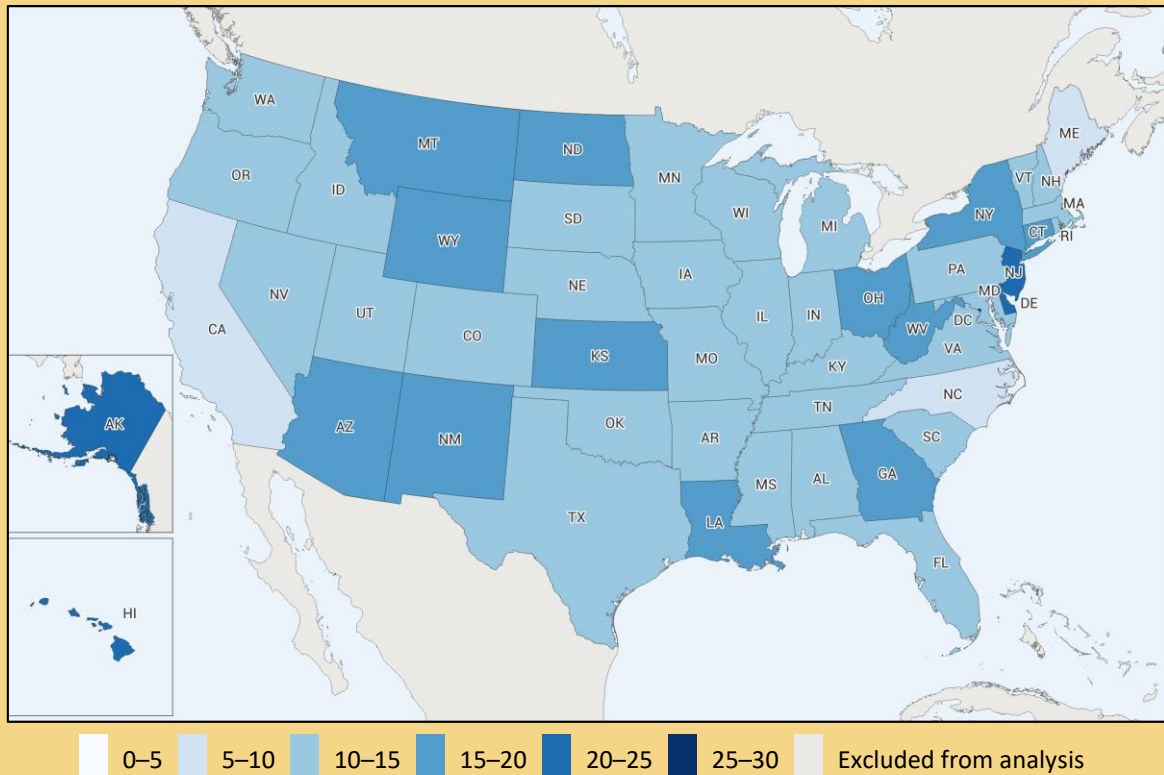 ME
WA
MT
ND
VT
NH
MN
OR
MA
ID
NY
SD
WI
MI
CT
RI
WY
PA
NJ
IA
NE
MD
OH
DE
IL
IN
NV
UT
DC
WV
CA
CO
VA
KS
MO
KY
NC
TN
AK
OK
AZ
NM
AR
SC
GA
MS
AL
TX
LA
FL
HI
0–5 5–10 10–15 15–20 20–25 25–30 Excluded from analysis